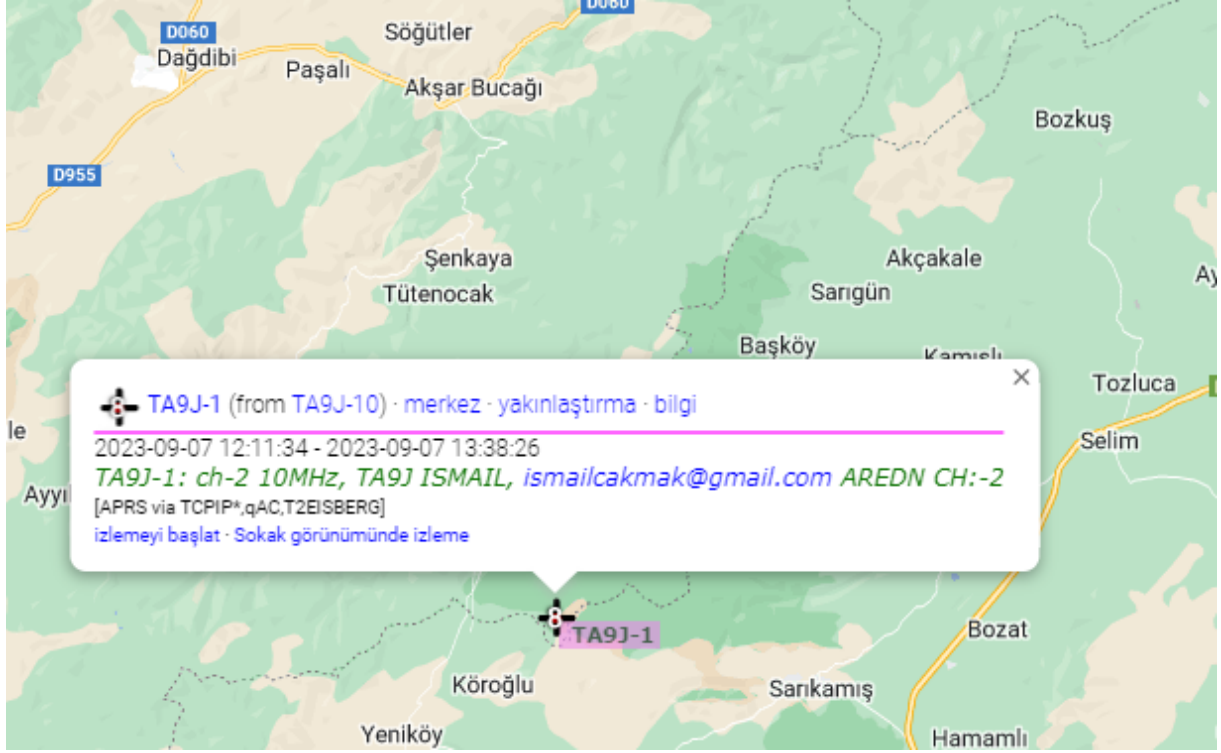 D060
D060
Söğütler
Dağdibi
Paşalı
Akşar Bucağı
Bozkuş
D955
Şenkaya
Akçakale
Tütenocak
Sarıgün
Başköy
Kamışlı
Tozluca
Selim
TA9J-1 (from TA9J-10) · merkez · yakınlaştırma · bilgi
2023-09-07 12:11:34 - 2023-09-07 13:38:26
TA9J-1: ch-2 10MHz, TA9J ISMAIL, ismailcakmak@gmail.com AREDN CH:-2
[APRS via TCPIP*,qAC,T2EISBERG]
izlemeyi başlat · Sokak görünümünde izleme
TA9J-1
Bozat
Köroğlu
Sarıkamış
Yeniköy
Hamamlı